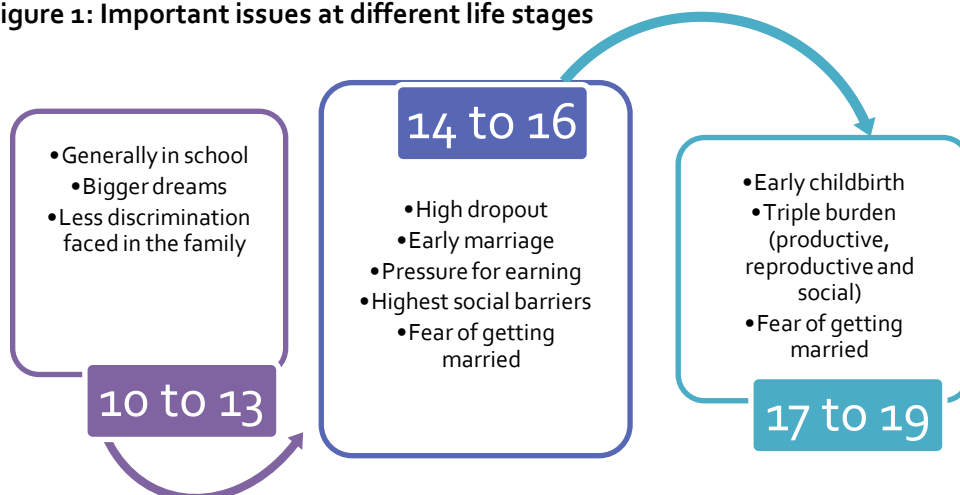 igure 1: Important issues at different life stages
•Generally in school
•Bigger dreams
•Less discrimination
faced in the family
10 to 13
14 to 16
•High dropout
•Early marriage
•Pressure for earning
•Highest social barriers
•Fear of getting
married
•Early childbirth
•Triple burden
(productive,
reproductive and
social)
•Fear of getting
married
17 to 19